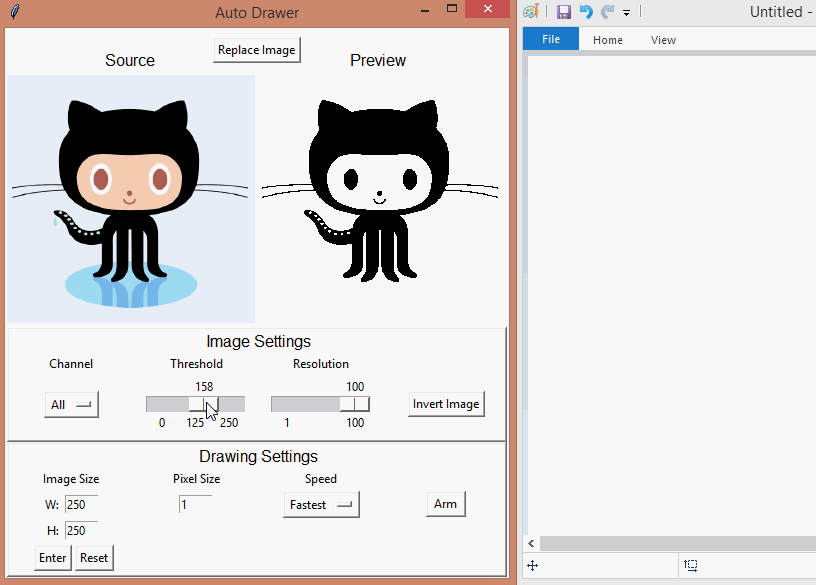 Auto Drawer
Replace Image
Source
Preview
Image Settings
Channel
Threshold
Resolution
158
100
All
Invert Image
0
125
250
1
100
Drawing Settings
Image Size
Pixel Size
Speed
W: 250
1
Fastest
Arm
H: 250
Enter
Reset
Untitled -
File
Home
View